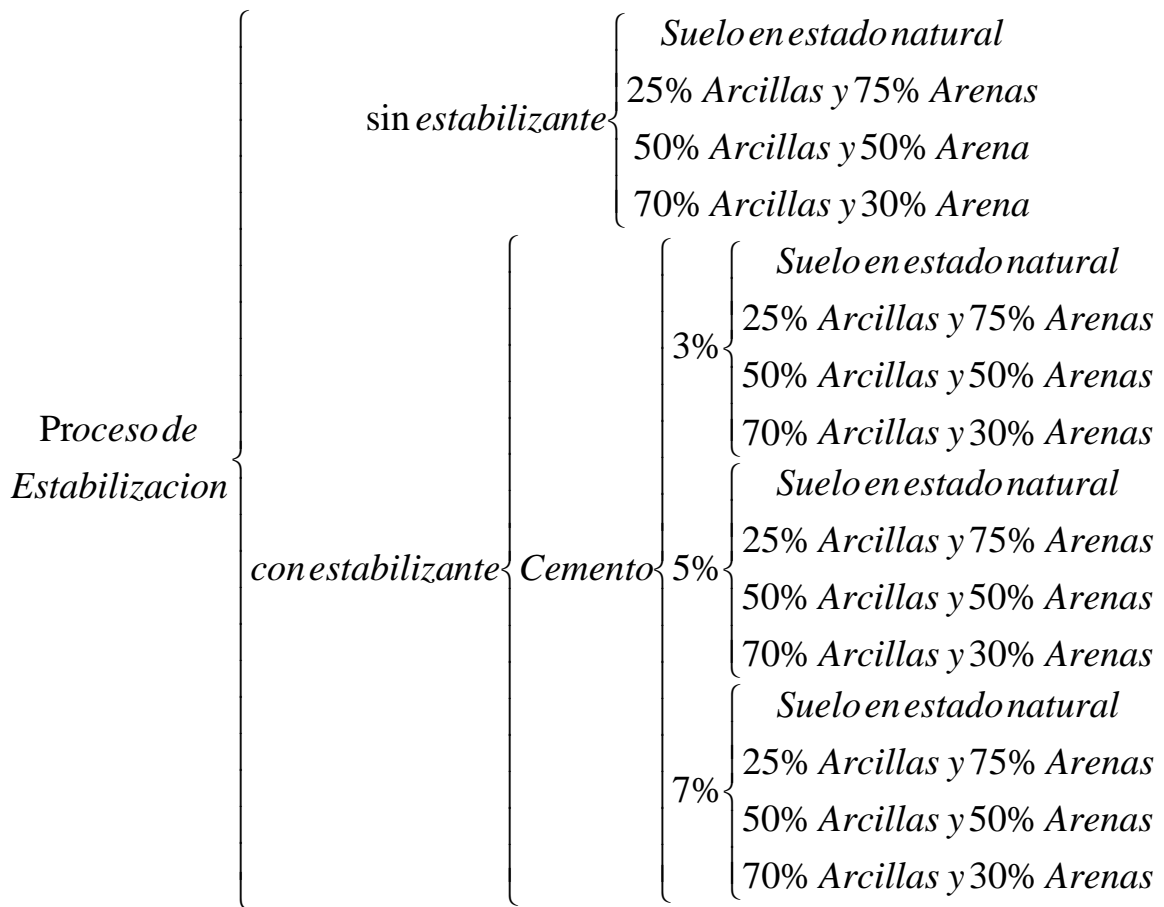 Suelo en estado natural
25% Arcillas y 75% Arenas
sin estabilizante
50% Arcillas y 50% Arena
70% Arcillas y 30% Arena
Proceso de
Estabilizacion
con estabilizante
Cemento
3%
Suelo en estado natural
25% Arcillas y 75% Arenas
50% Arcillas y 50% Arenas
70% Arcillas y 30% Arenas
5%
Suelo en estado natural
25% Arcillas y 75% Arenas
50% Arcillas y 50% Arenas
70% Arcillas y 30% Arenas
7%
Suelo en estado natural
25% Arcillas y 75% Arenas
50% Arcillas y 50% Arenas
70% Arcillas y 30% Arenas